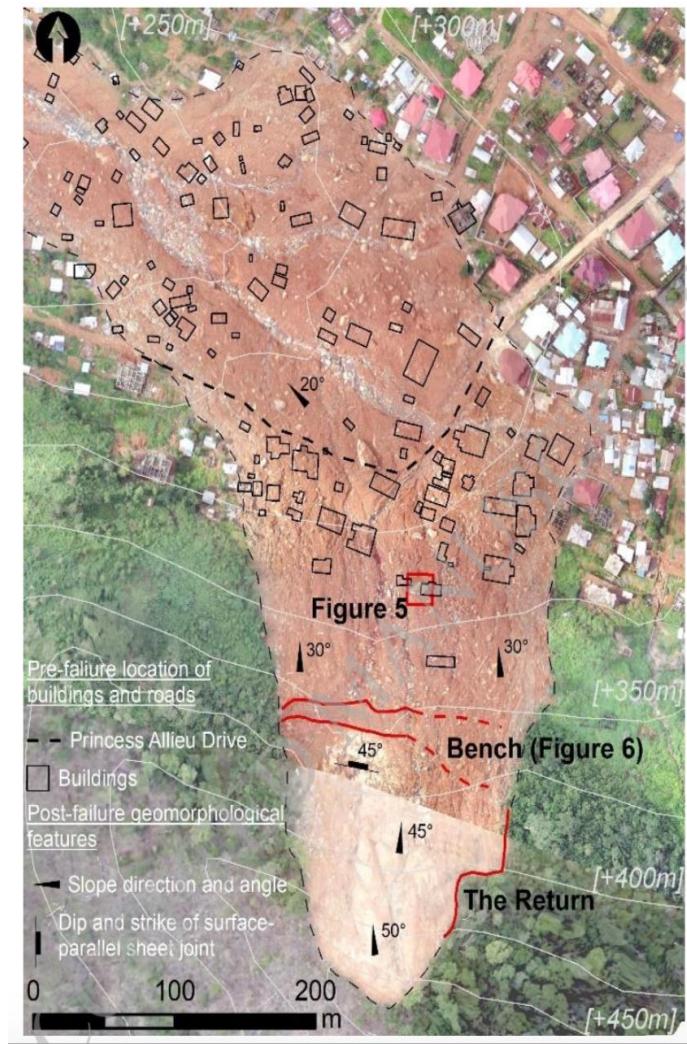 [+250m]
[+300m]
20°
Figure 5
30°
30°
Pre-faliure location of
buildings and roads
[+350m]
Princess Allieu Drive
Bench (Figure 6)
45°
Buildings
Post-failure geomorphological
features
45°
[+400m]
Slope direction and angle
The Return
Dip and strike of surface-
parallel sheet joint
50°
0 100 200
m
[+450m]